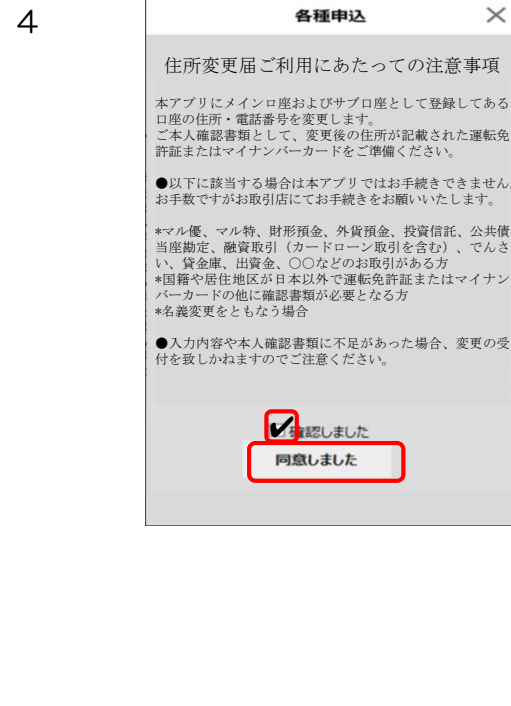 4
各種申込 ×
住所変更届ご利用にあたっての注意事項
本アプリにメイン口座およびサブ口座として登録してある
口座の住所・電話番号を変更します。
ご本人確認書類として、変更後の住所が記載された運転免
許証またはマイナンバーカードをご準備ください。
●以下に該当する場合は本アプリではお手続きできません。
お手数ですがお取引店にてお手続きをお願いいたします。
*マル優、マル特、財形預金、外貨預金、投資信託、公共債
当座勘定、融資取引（カードローン取引を含む）、でんさ
い、貸金庫、出資金、〇〇などのお取引がある方
*国籍や居住地区が日本以外で運転免許証またはマイナン
バーカードの他に確認書類が必要となる方
*名義変更をともなう場合
●入力内容や本人確認書類に不足があった場合、変更の受
付を致しかねますのでご注意ください。
✔確認しました
同意しました